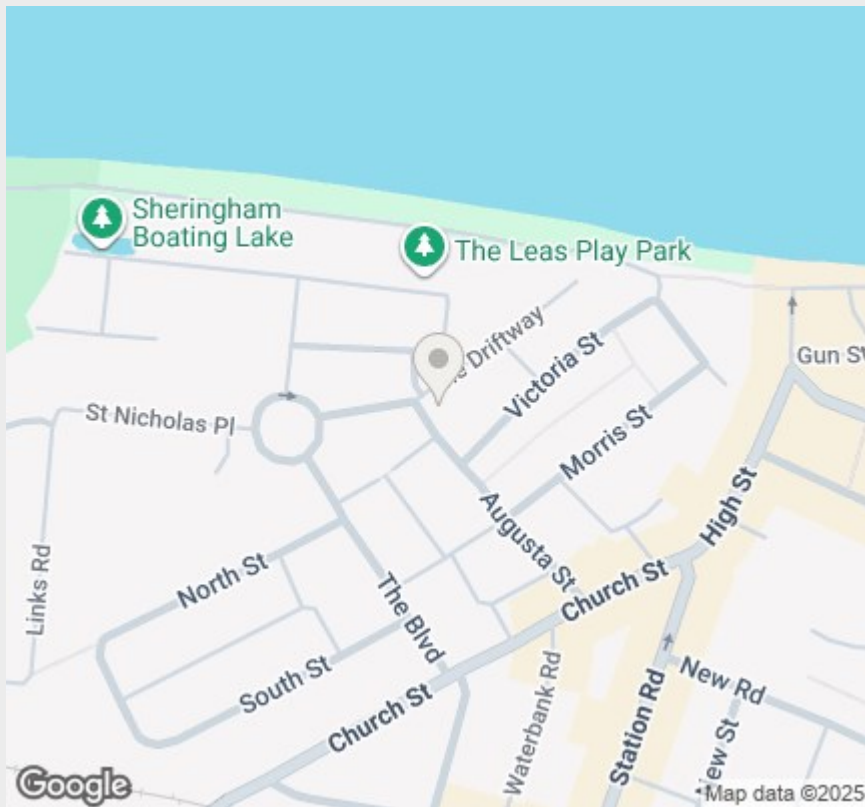 Sheringham
Boating Lake
The Leas Play Park
Driftway
Victoria St
Gun
St Nicholas Pl
Morris St
Augusta St
High St
Links Rd
North St
The Blvd
Church St
South St
Church St
Waterbank Rd
Station Rd
New Rd
Google
Map data ©2025